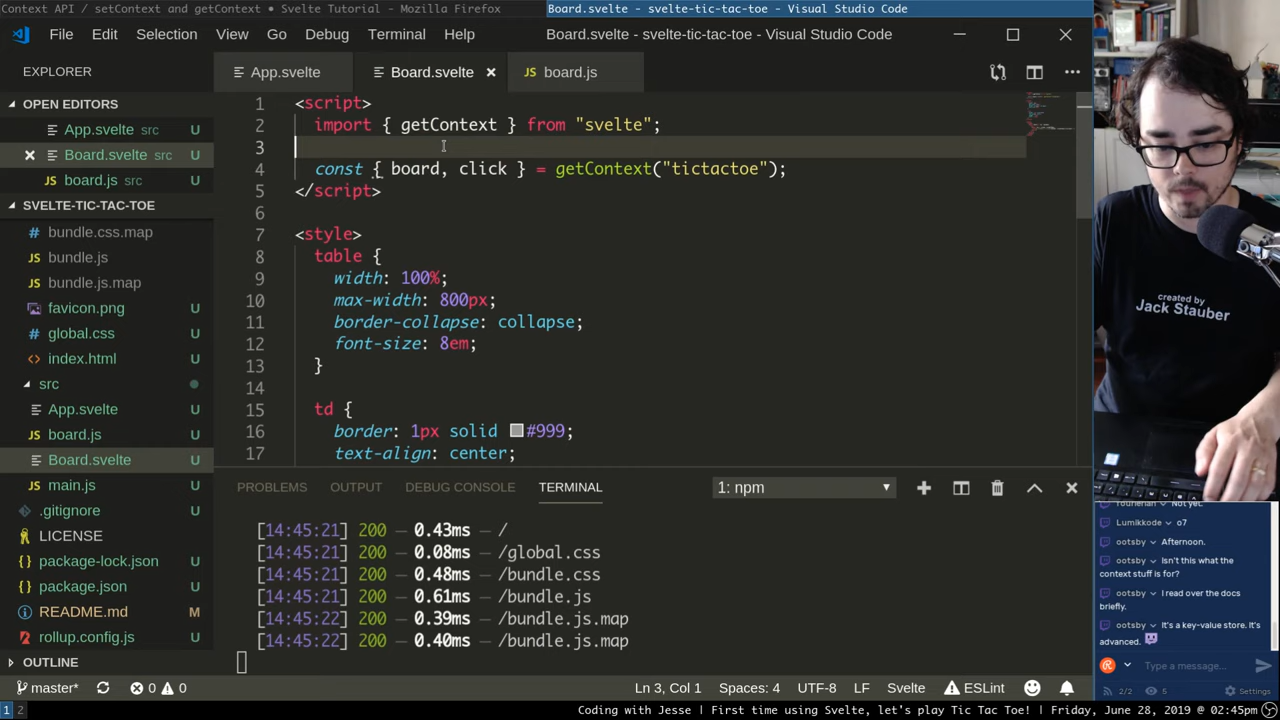 Context API / setContext and getContext • Svelte Tutorial - Mozilla Firefox
Board.svelte - svelte-tic-tac-toe - Visual Studio Code
File Edit Selection View Go Debug Terminal Help
Board.svelte - svelte-tic-tac-toe - Visual Studio Code
EXPLORER
App.svelte
Board.svelte
JS board.js
OPEN EDITORS
App.svelte src U
Board.svelte src U
JS board.js src U
SVELTE-TIC-TAC-TOE
bundle.css.map
JS bundle.js
bundle.js.map
favicon.png U
global.css U
index.html U
src
App.svelte U
JS board.js U
Board.svelte U
JS main.js U
.gitignore U
LICENSE U
package-lock.json U
package.json U
README.md M
rollup.config.js U
OUTLINE
1 <script>
2 import { getContext } from "svelte";
3
4 const { board, click } = getContext("tictactoe");
5 </script>
6
7 <style>
8 table {
9 width: 100%;
10 max-width: 800px;
11 border-collapse: collapse;
12 font-size: 8em;
13 }
14
15 td {
16 border: 1px solid #999;
17 text-align: center;
PROBLEMS OUTPUT DEBUG CONSOLE TERMINAL
1: npm
[14:45:21] 200 — 0.43ms — /
[14:45:21] 200 — 0.08ms — /global.css
[14:45:21] 200 — 0.48ms — /bundle.css
[14:45:21] 200 — 0.61ms — /bundle.js
[14:45:22] 200 — 0.39ms — /bundle.js.map
[14:45:22] 200 — 0.40ms — /bundle.js.map
master* 0 0
Ln 3, Col 1 Spaces: 4 UTF-8 LF Svelte ESLint
created by
Jack Stauber
Not yet.
Lumikkode o7
ootsby Afternoon.
ootsby Isn't this what the
context stuff is for?
ootsby I read over the docs
briefly.
ootsby It's a key-value store. It's
advanced.
Type a message...
2/2 5 Settings
1 2
Coding with Jesse | First time using Svelte, let's play Tic Tac Toe! | Friday, June 28, 2019 @ 02:45pm